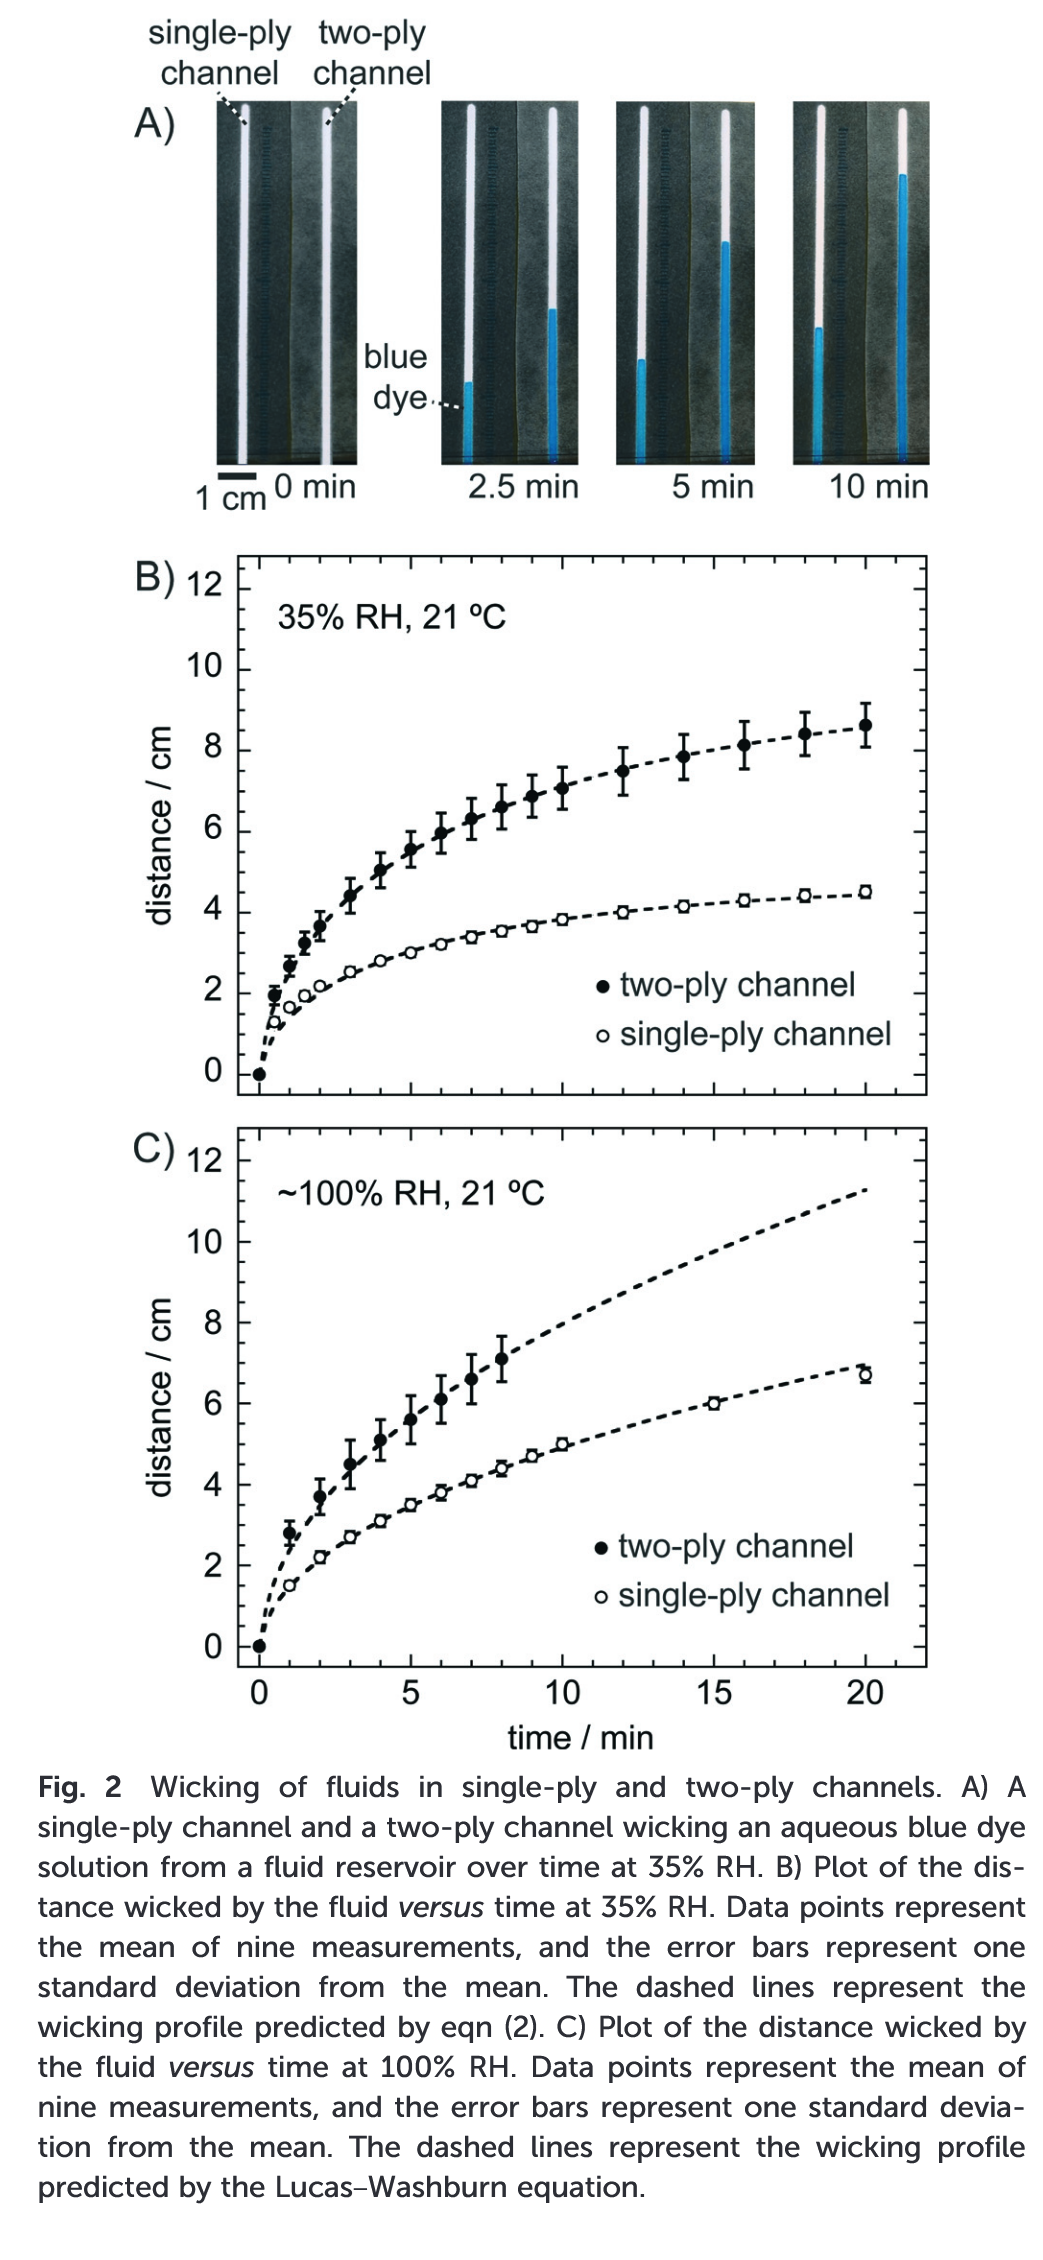 single-ply two-ply
channel channel
A)
blue
dye
1 cm 0 min 2.5 min 5 min 10 min
B) 12
35% RH, 21 ºC
10
8
6
4
2
0
distance / cm
two-ply channel
single-ply channel
C) 12
~100% RH, 21 ºC
10
8
6
4
2
0
distance / cm
two-ply channel
single-ply channel
0 5 10 15 20
time / min
Fig. 2 Wicking of fluids in single-ply and two-ply channels. A) A
single-ply channel and a two-ply channel wicking an aqueous blue dye
solution from a fluid reservoir over time at 35% RH. B) Plot of the dis-
tance wicked by the fluid versus time at 35% RH. Data points represent
the mean of nine measurements, and the error bars represent one
standard deviation from the mean. The dashed lines represent the
wicking profile predicted by eqn (2). C) Plot of the distance wicked by
the fluid versus time at 100% RH. Data points represent the mean of
nine measurements, and the error bars represent one standard devia-
tion from the mean. The dashed lines represent the wicking profile
predicted by the Lucas–Washburn equation.